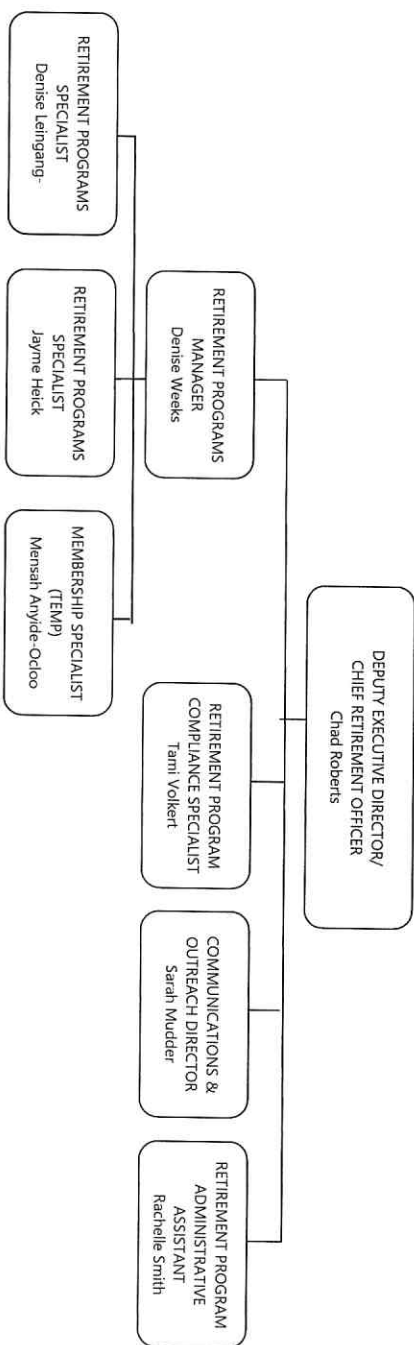 DEPUTY EXECUTIVE DIRECTOR/
CHIEF RETIREMENT OFFICER
Chad Roberts
RETIREMENT PROGRAMS
MANAGER
Denise Weeks
RETIREMENT PROGRAM
COMPLIANCE SPECIALIST
Tami Volkert
COMMUNICATIONS &
OUTREACH DIRECTOR
Sarah Mudder
RETIREMENT PROGRAM
ADMINISTRATIVE
ASSISTANT
Rachelle Smith
RETIREMENT PROGRAMS
SPECIALIST
Denise Leingang-
RETIREMENT PROGRAMS
SPECIALIST
Jayme Heick
MEMBERSHIP SPECIALIST
(TEMP)
Mensah Anyide-Ocloo